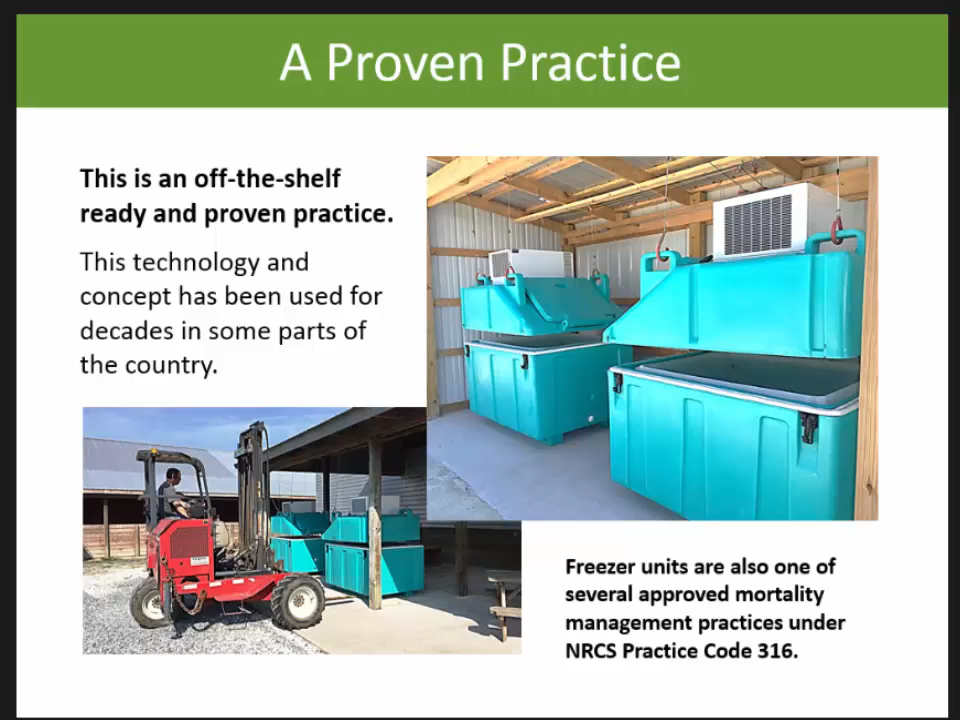 A Proven Practice
This is an off-the-shelf
ready and proven practice.
This technology and
concept has been used for
decades in some parts of
the country.
Freezer units are also one of
several approved mortality
management practices under
NRCS Practice Code 316.